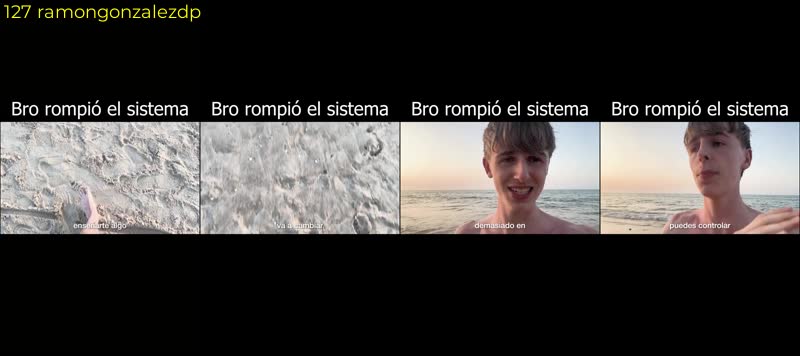 127 ramongonzalezdp
Bro rompió el sistema
Bro rompió el sistema
Bro rompió el sistema
Bro rompió el sistema
enseñarte algo
va a cambiar
demasiado en
puedes controlar